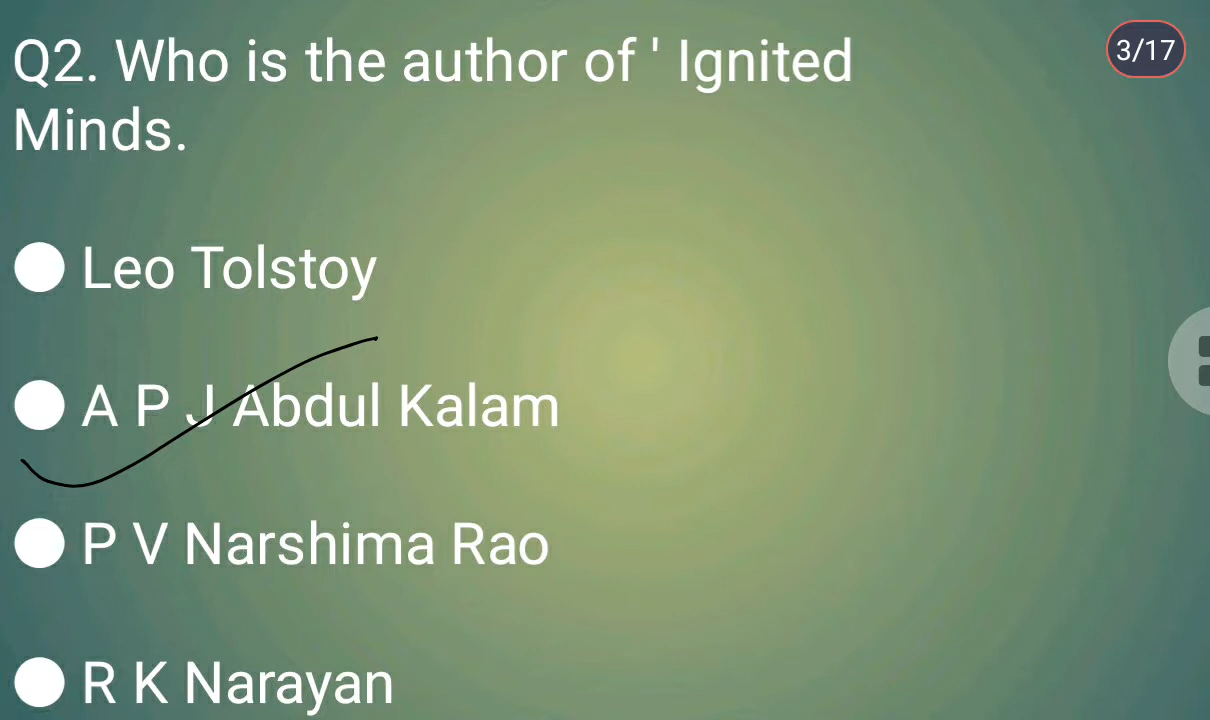 Q2. Who is the author of ' Ignited
3/17
Minds.
Leo Tolstoy
A P J Abdul Kalam
P V Narshima Rao
R K Narayan